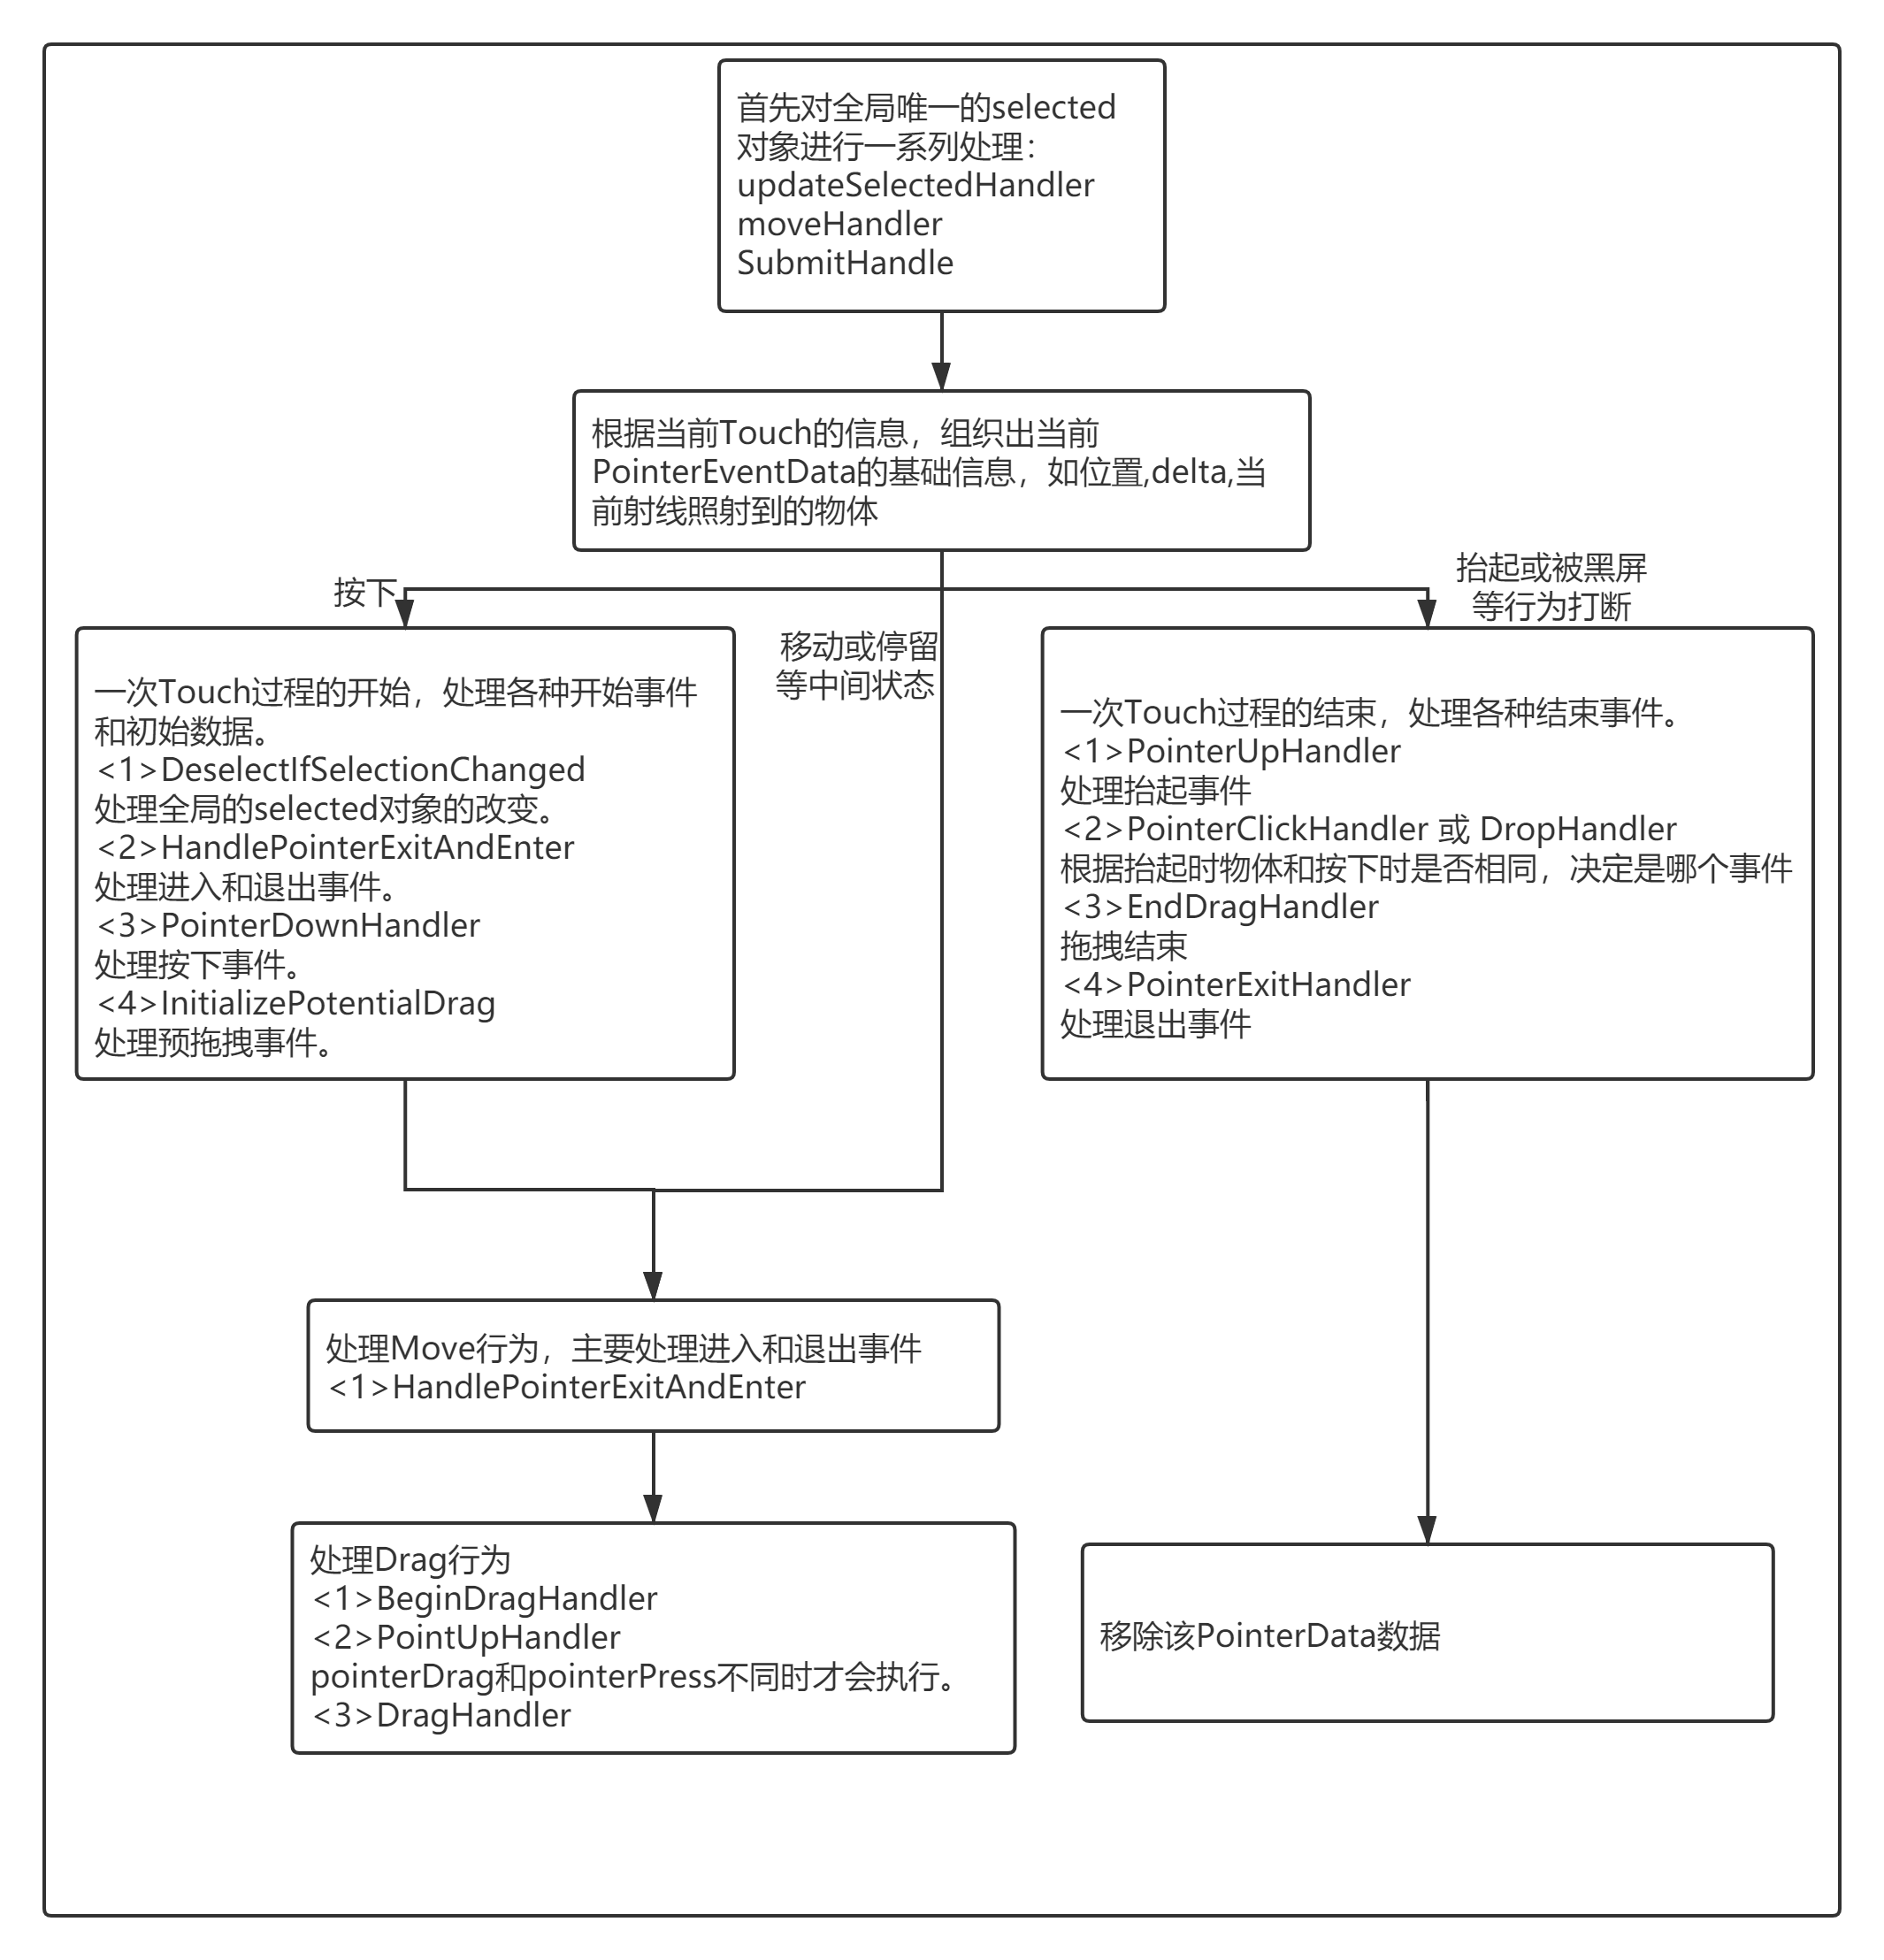 首先对全局唯一的selected
对象进行一系列处理：
updateSelectedHandler
moveHandler
SubmitHandle
根据当前Touch的信息，组织出当前
PointerEventData的基础信息，如位置,delta,当
前射线照射到的物体
按下
移动或停留
等中间状态
抬起或被黑屏
等行为打断
一次Touch过程的开始，处理各种开始事件
和初始数据。
<1>DeselectIfSelectionChanged
处理全局的selected对象的改变。
<2>HandlePointerExitAndEnter
处理进入和退出事件。
<3>PointerDownHandler
处理按下事件。
<4>InitializePotentialDrag
处理预拖拽事件。
一次Touch过程的结束，处理各种结束事件。
<1>PointerUpHandler
处理抬起事件
<2>PointerClickHandler 或 DropHandler
根据抬起时物体和按下时是否相同，决定是哪个事件
<3>EndDragHandler
拖拽结束
<4>PointerExitHandler
处理退出事件
处理Move行为，主要处理进入和退出事件
<1>HandlePointerExitAndEnter
处理Drag行为
<1>BeginDragHandler
<2>PointUpHandler
pointerDrag和pointerPress不同时才会执行。
<3>DragHandler
移除该PointerData数据